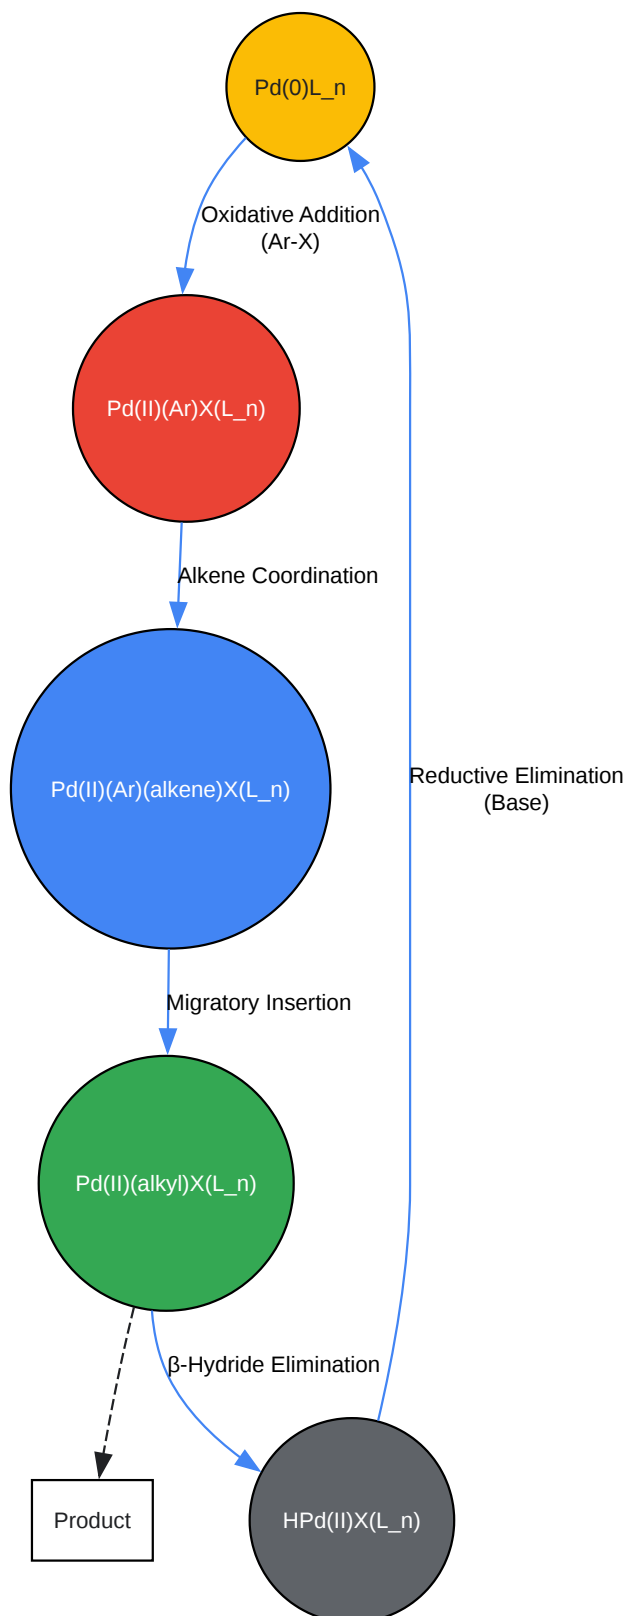 Pd(0)L_n
Oxidative Addition
(Ar-X)
Pd(II)(Ar)X(L_n)
Alkene Coordination
Pd(II)(Ar)(alkene)X(L_n)
Reductive Elimination
(Base)
Migratory Insertion
Pd(II)(alkyl)X(L_n)
β-Hydride Elimination
Product
HPd(II)X(L_n)